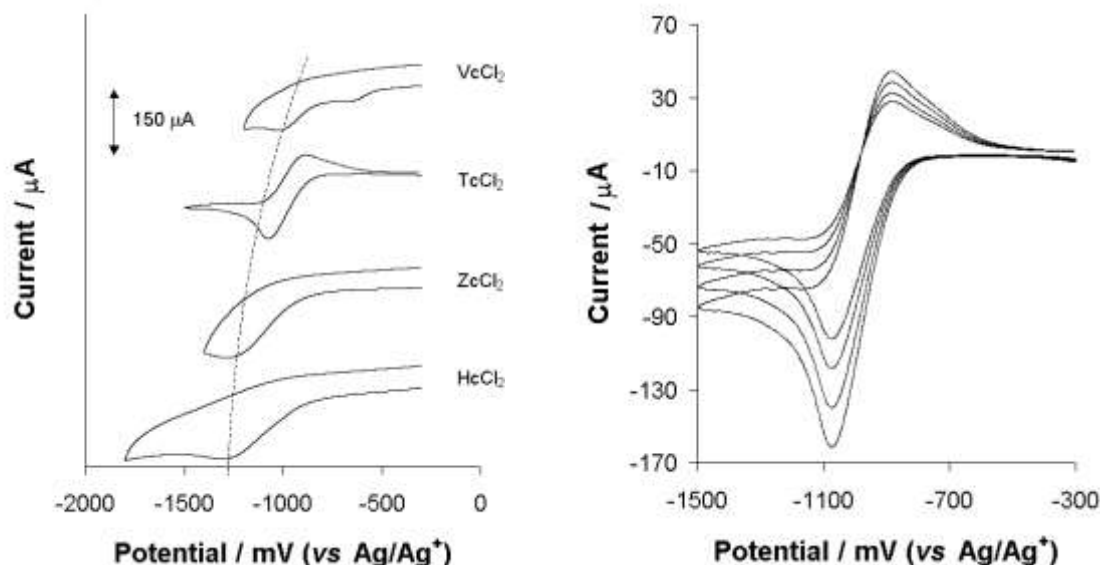 VcCl₂
150 µA
TcCl₂
ZcCl₂
HcCl₂
Current / µA
-2000 -1500 -1000 -500 0
Potential / mV (vs Ag/Ag⁺)
70
30
-10
-50
-90
-130
-170
Current / µA
-1500 -1100 -700 -300
Potential / mV (vs Ag/Ag⁺)